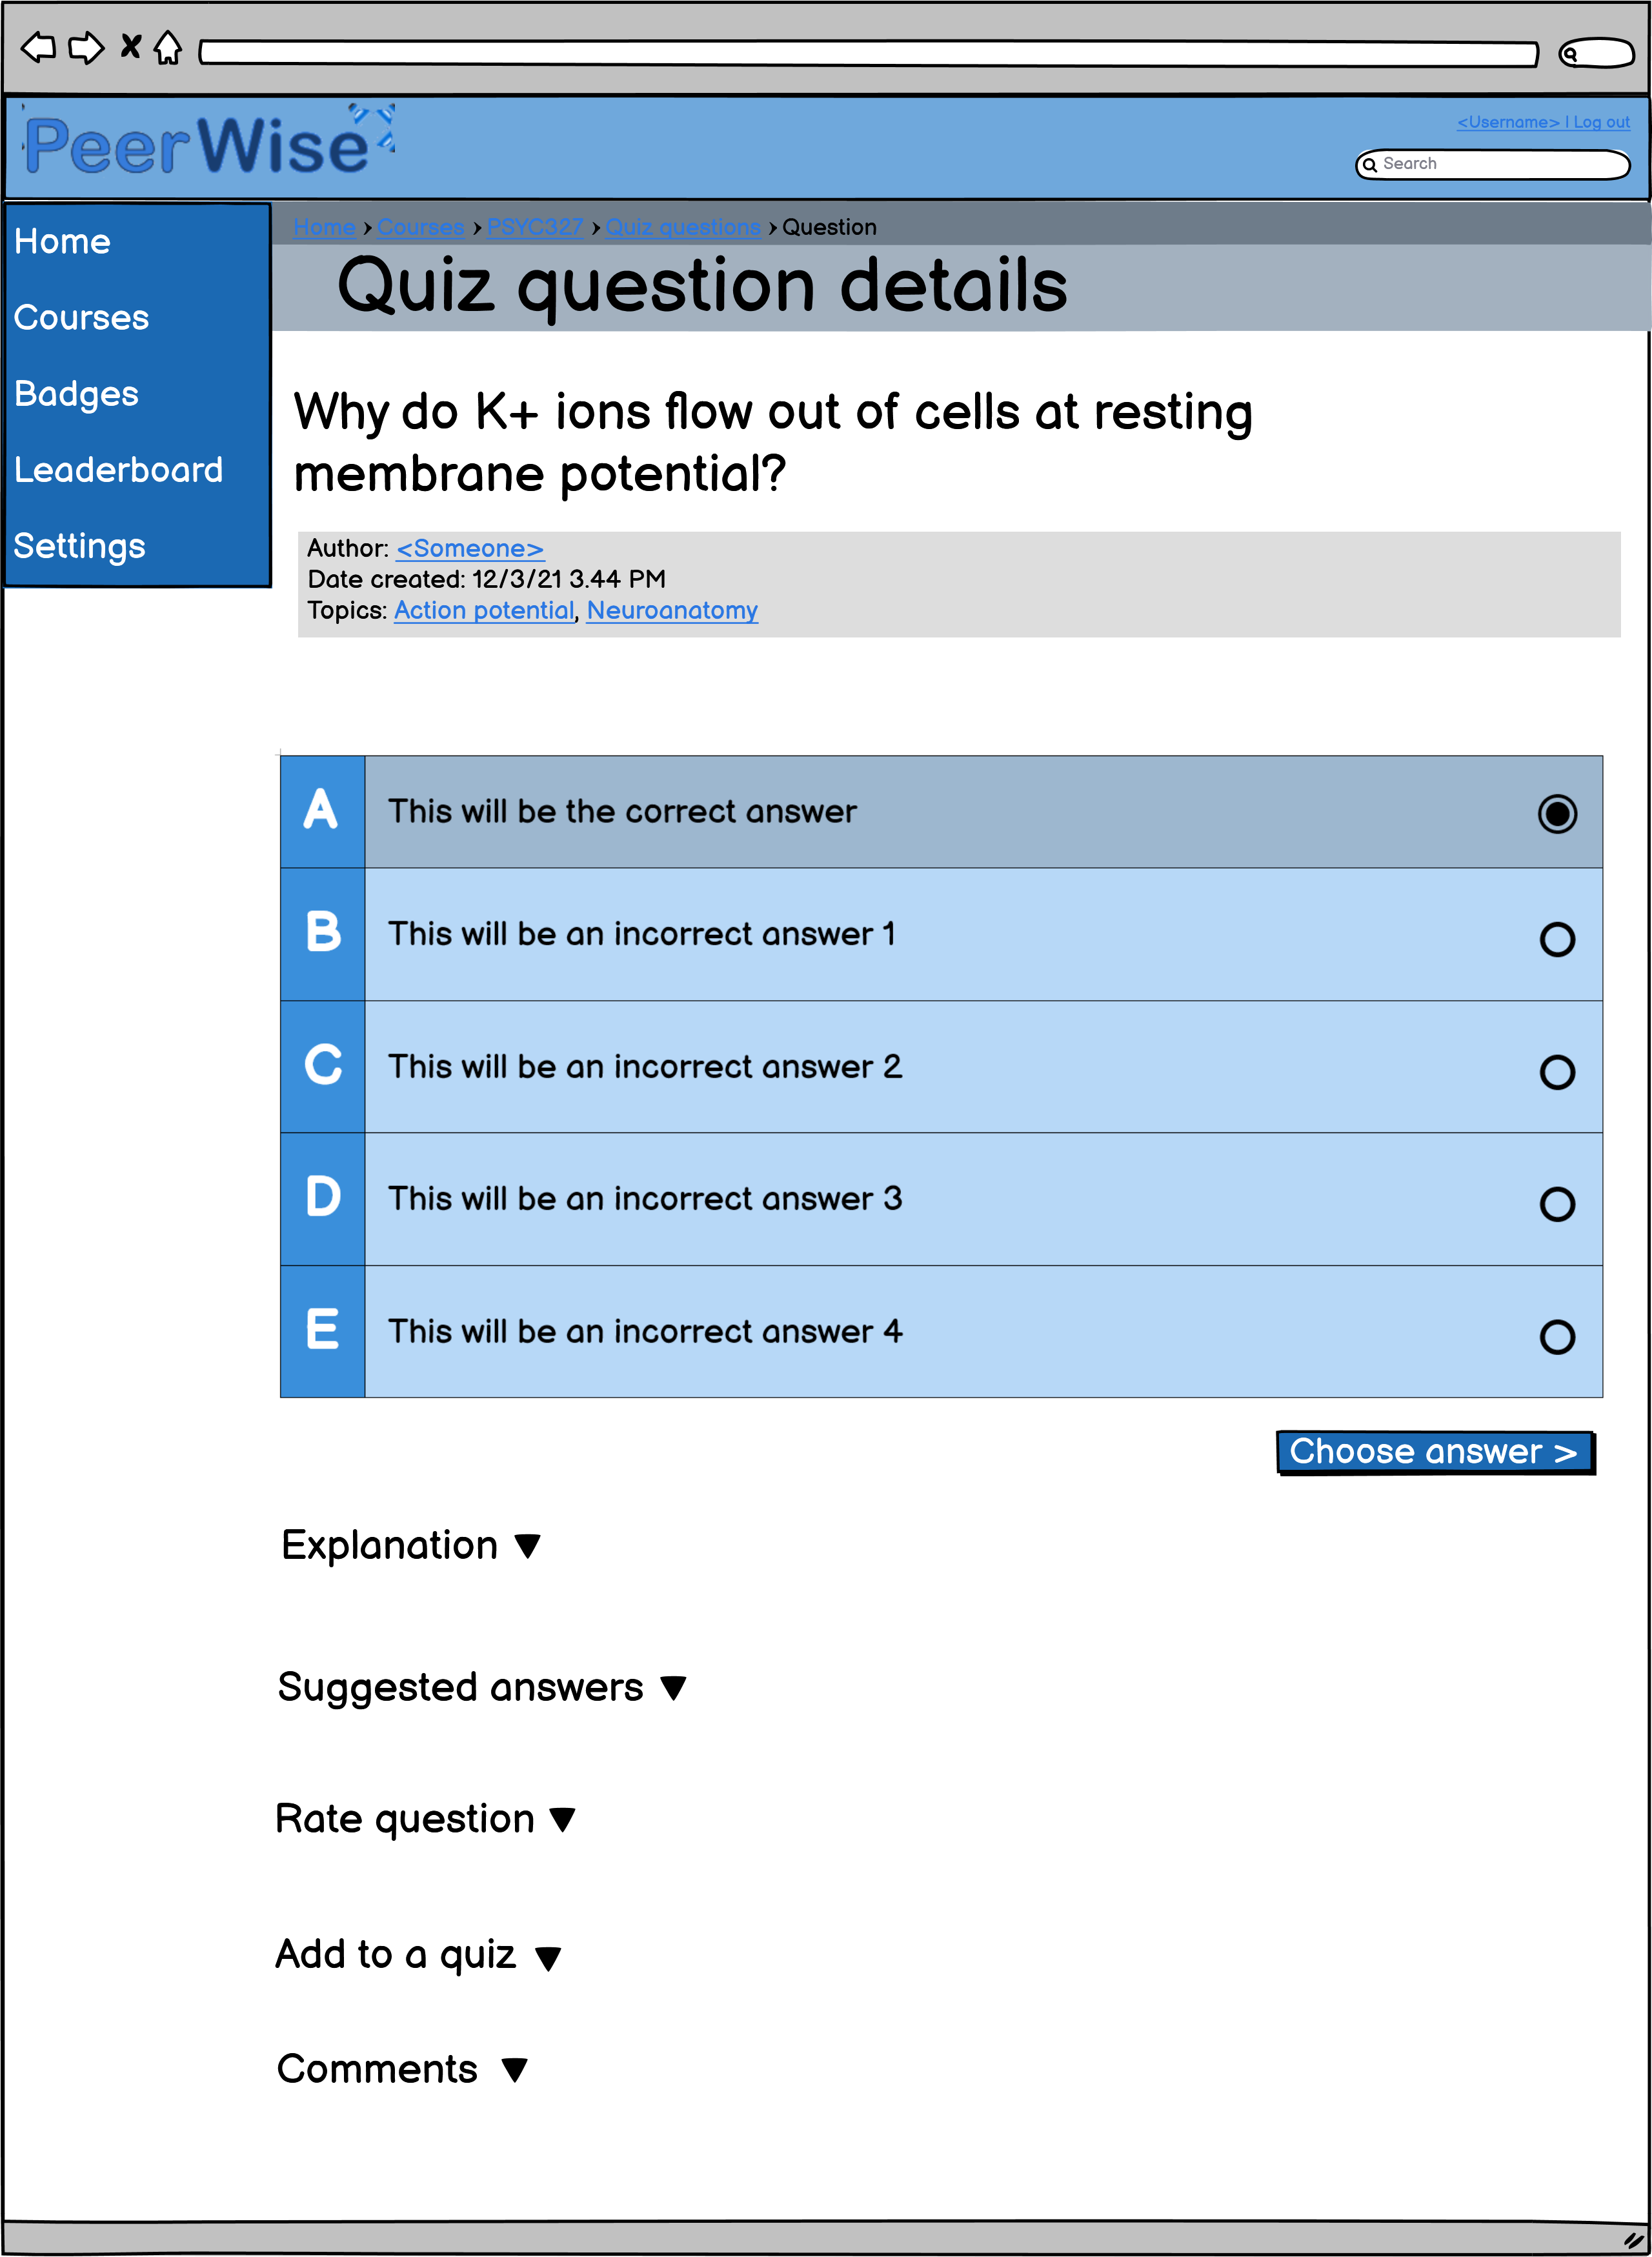 PeerWise
<Username> | Log out
Search
Home
Courses
Badges
Leaderboard
Settings
Home > Courses > PSYC327 > Quiz questions > Question
Quiz question details
Why do K+ ions flow out of cells at resting
membrane potential?
Author: <Someone>
Date created: 12/3/21 3.44 PM
Topics: Action potential, Neuroanatomy
A This will be the correct answer
B This will be an incorrect answer 1
C This will be an incorrect answer 2
D This will be an incorrect answer 3
E This will be an incorrect answer 4
Choose answer >
Explanation ▼
Suggested answers ▼
Rate question ▼
Add to a quiz ▼
Comments ▼